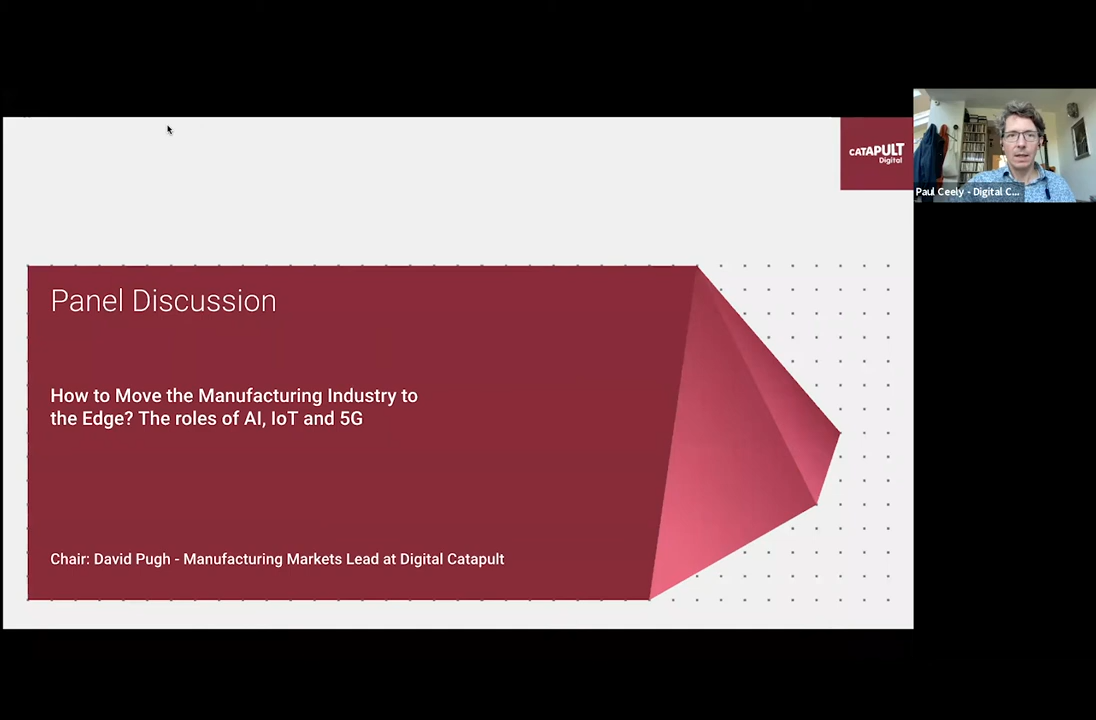 CATAPULT
Digital
Paul Ceely - Digital C...
Panel Discussion
How to Move the Manufacturing Industry to
the Edge? The roles of AI, IoT and 5G
Chair: David Pugh - Manufacturing Markets Lead at Digital Catapult